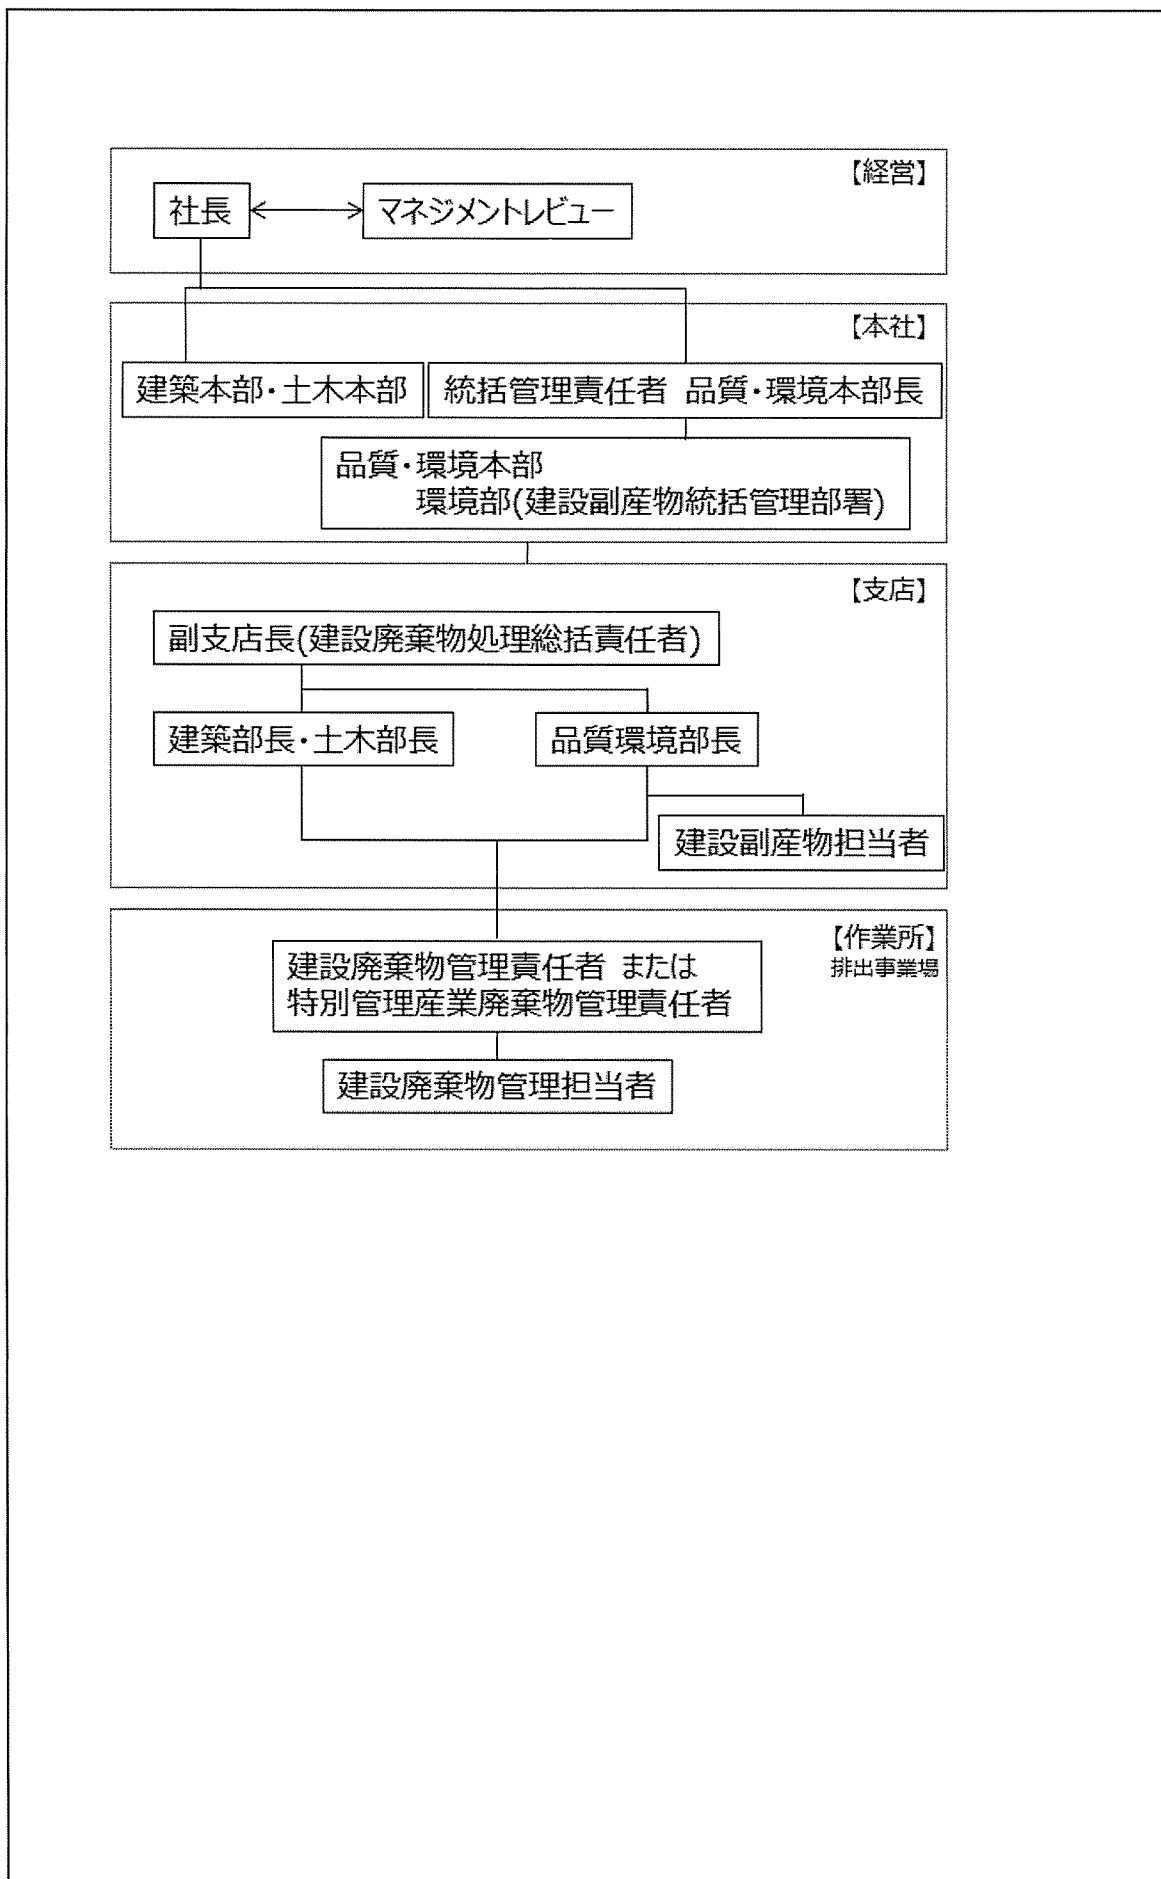 【経営】
社長
マネジメントレビュー
【本社】
建築本部・土木本部
統括管理責任者 品質・環境本部長
品質・環境本部
環境部(建設副産物統括管理部署)
【支店】
副支店長(建設廃棄物処理総括責任者)
建築部長・土木部長
品質環境部長
建設副産物担当者
【作業所】
排出事業場
建設廃棄物管理責任者 または
特別管理産業廃棄物管理責任者
建設廃棄物管理担当者